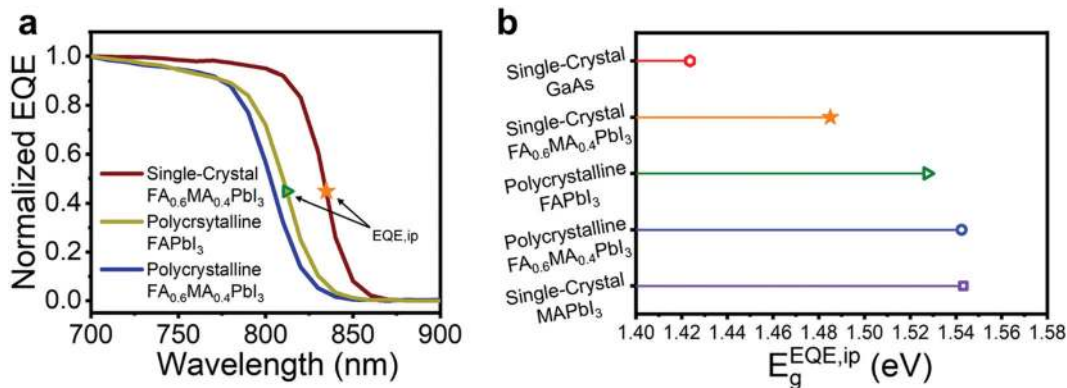 a
Normalized EQE
1.0
0.8
0.6
0.4
0.2
0.0
Single-Crystal
FA₀.₆MA₀.₄PbI₃
Polycrsytalline
FAPbI₃
Polycrystalline
FA₀.₆MA₀.₄PbI₃
EQE,ip
700 750 800 850 900
Wavelength (nm)
b
Single-Crystal
GaAs
Single-Crystal
FA₀.₆MA₀.₄PbI₃
Polycrystalline
FAPbI₃
Polycrystalline
FA₀.₆MA₀.₄PbI₃
Single-Crystal
MAPbI₃
1.40 1.42 1.44 1.46 1.48 1.50 1.52 1.54 1.56 1.58
E_g^EQE,ip (eV)